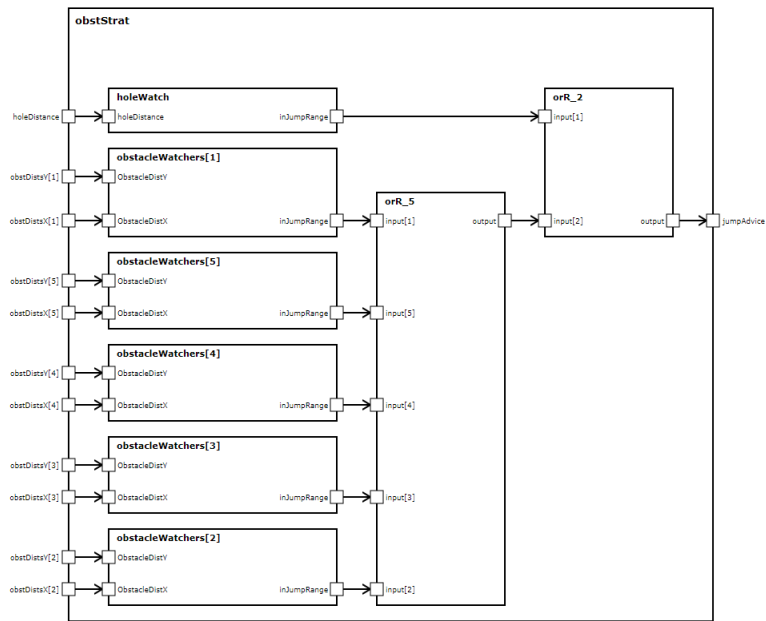 obstStrat
holeWatch
orR_2
holeDistance holeDistance inJumpRange input[1]
obstacleWatchers[1]
obstDistsY[1] ObstacleDistY
orR_5
obstDistsX[1] ObstacleDistX inJumpRange input[1] output input[2] output jumpAdvice
obstacleWatchers[5]
obstDistsY[5] ObstacleDistY
obstDistsX[5] ObstacleDistX inJumpRange input[5]
obstacleWatchers[4]
obstDistsY[4] ObstacleDistY
obstDistsX[4] ObstacleDistX inJumpRange input[4]
obstacleWatchers[3]
obstDistsY[3] ObstacleDistY
obstDistsX[3] ObstacleDistX inJumpRange input[3]
obstacleWatchers[2]
obstDistsY[2] ObstacleDistY
obstDistsX[2] ObstacleDistX inJumpRange input[2]